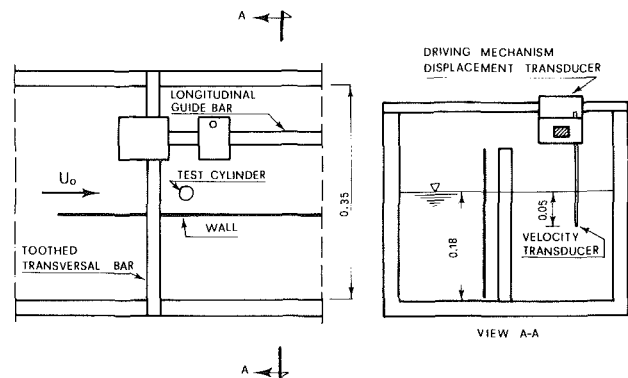 A
DRIVING MECHANISM
DISPLACEMENT TRANSDUCER
LONGITUDINAL
GUIDE BAR
U₀
TEST CYLINDER
WALL
TOOTHED
TRANSVERSAL BAR
0.35
0.18
0.05
VELOCITY
TRANSDUCER
VIEW A-A
A